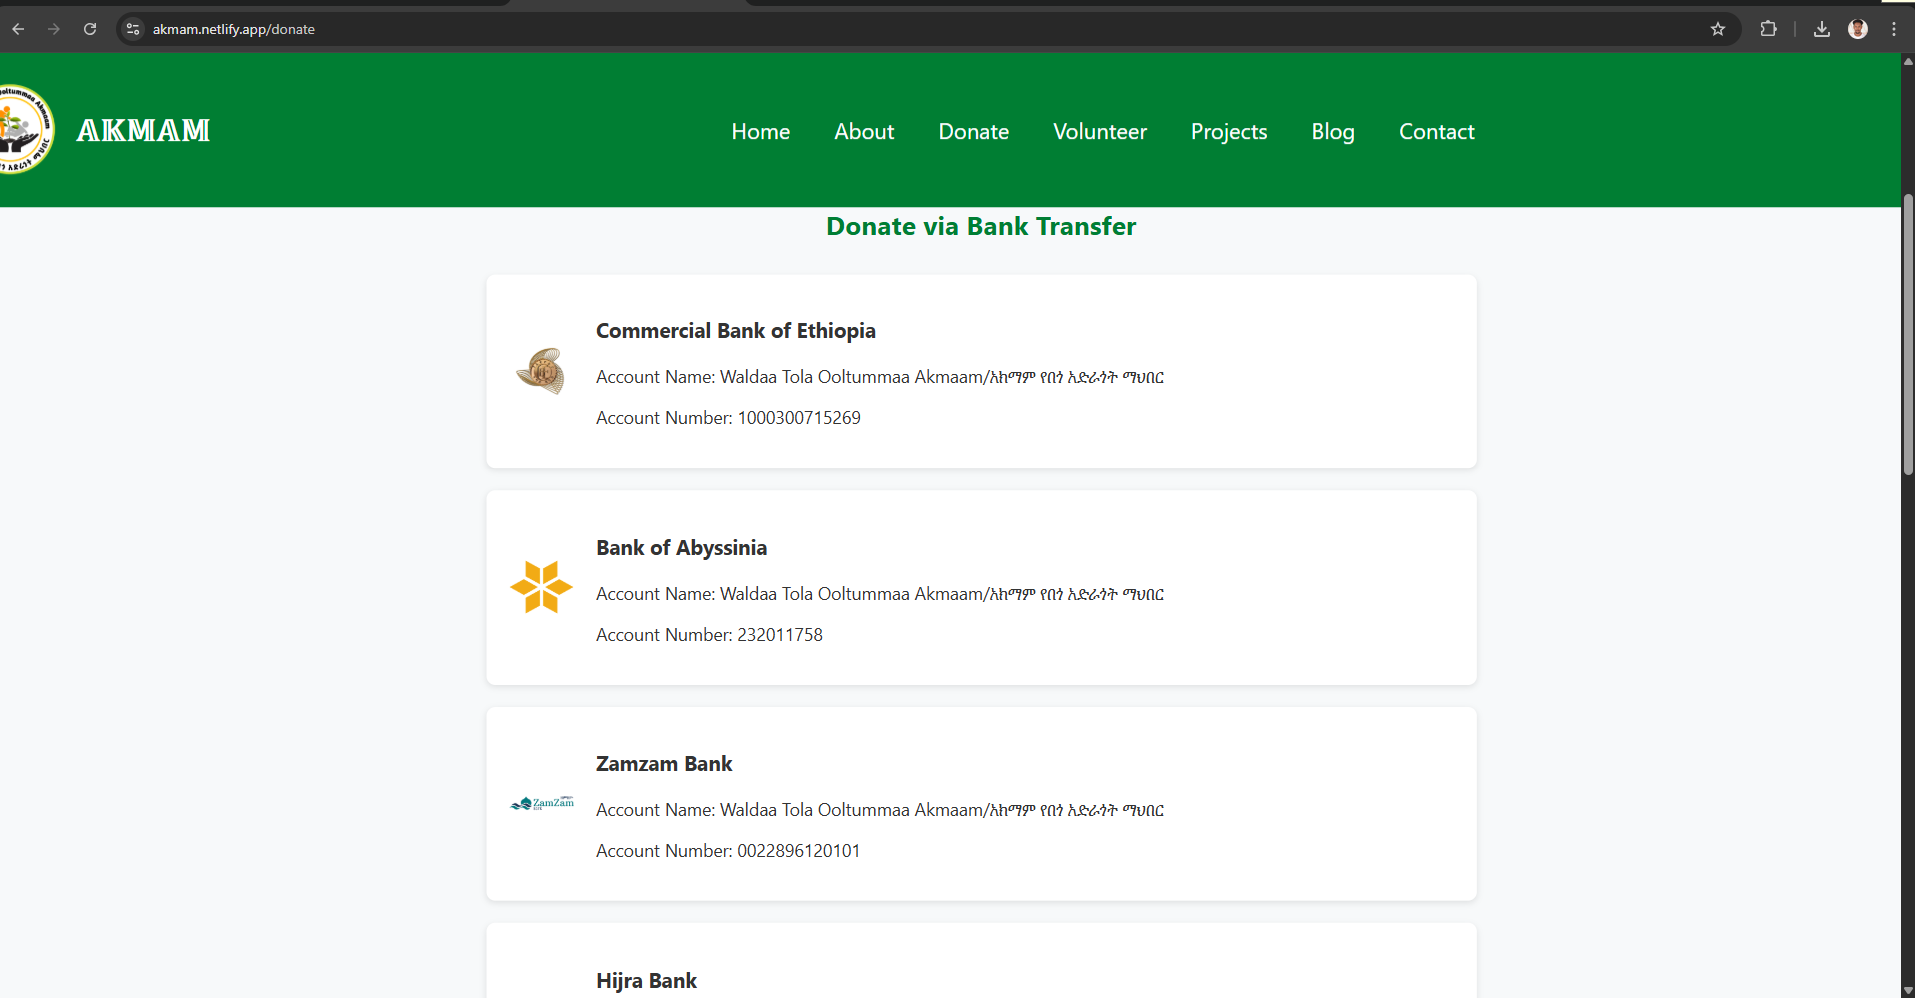 akmam.netlify.app/donate
AKMAM
Home About Donate Volunteer Projects Blog Contact
Donate via Bank Transfer
Commercial Bank of Ethiopia
Account Name: Waldaa Tola Ooltummaa Akmaam/አክማም የበጎ አድራጎት ማህበር
Account Number: 1000300715269
Bank of Abyssinia
Account Name: Waldaa Tola Ooltummaa Akmaam/አክማም የበጎ አድራጎት ማህበር
Account Number: 232011758
Zamzam Bank
ZamZam
Account Name: Waldaa Tola Ooltummaa Akmaam/አክማም የበጎ አድራጎት ማህበር
Account Number: 0022896120101
Hijra Bank